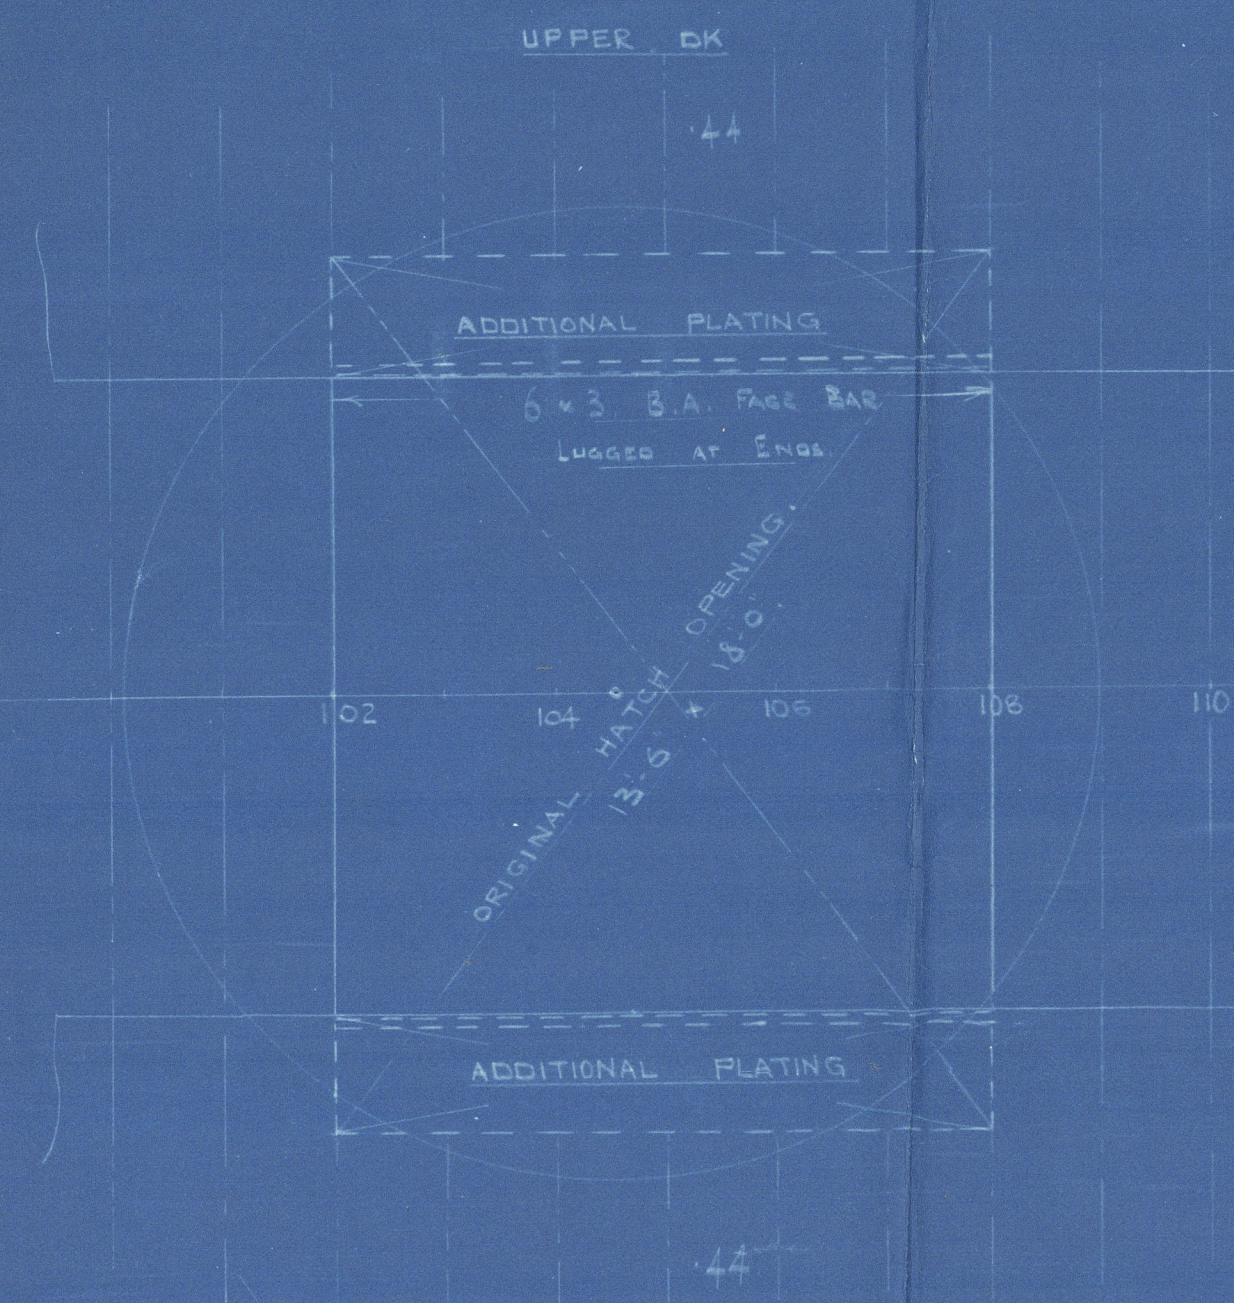 UPPER DK
.44
ADDITIONAL PLATING
6 x 3 B.A. FACE BAR
LUGGED AT ENDS.
ORIGINAL HATCH OPENING.
13'-6" x 18'-0"
102 104 106 108 110
ADDITIONAL PLATING
.44